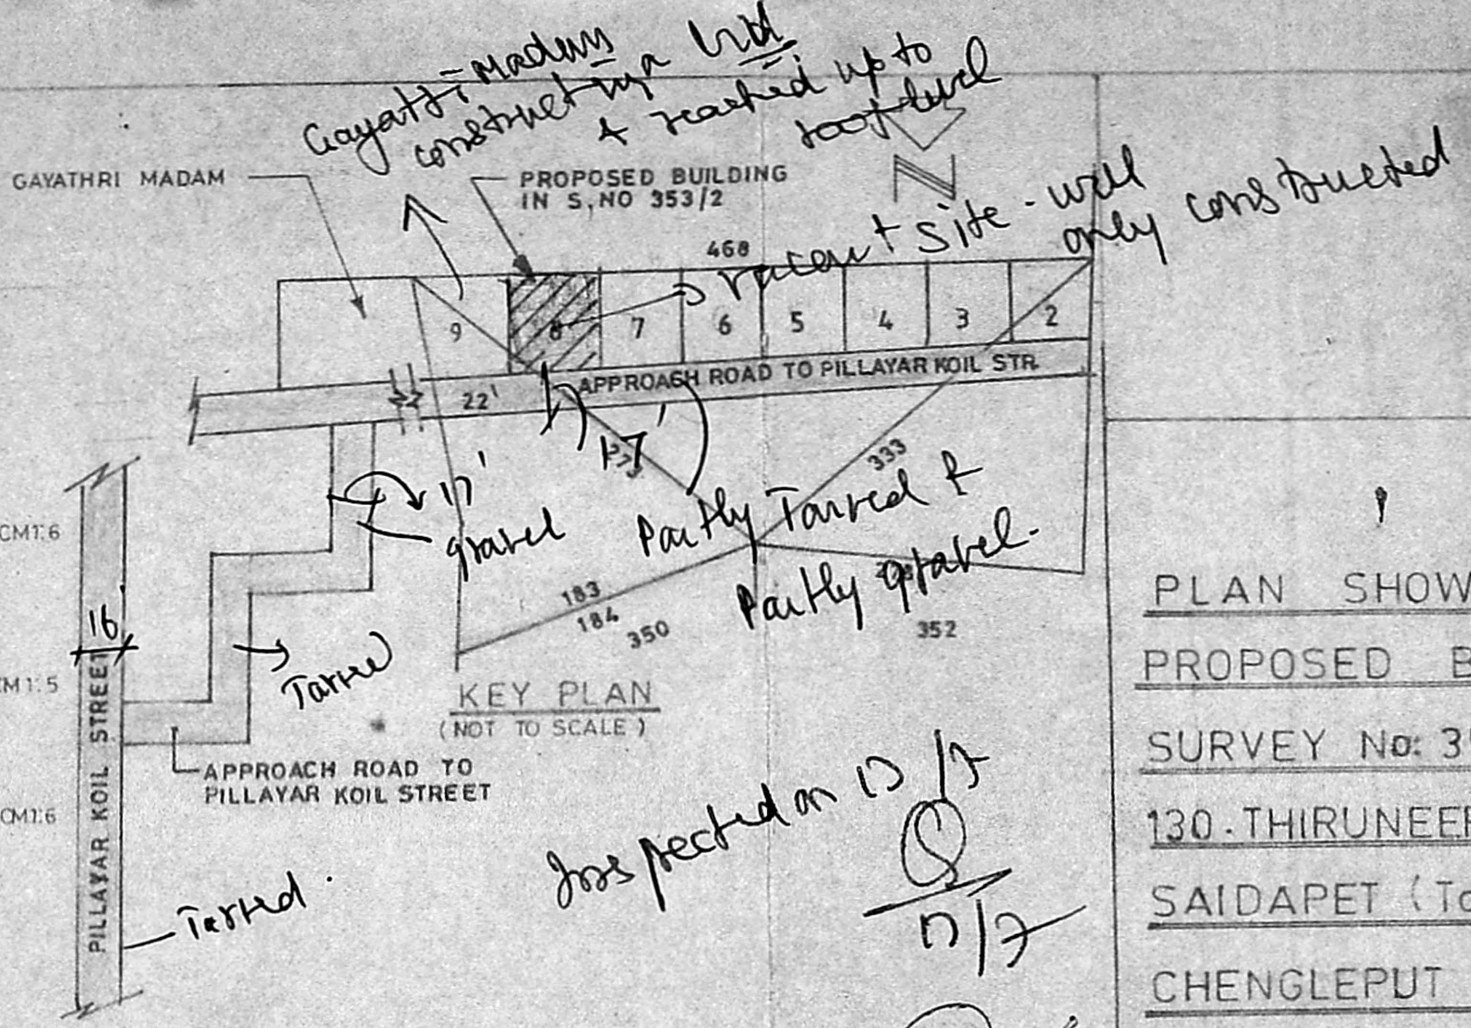 Gayatri Madam
constructing a
& reached up to
roof level
GAYATHRI MADAM
PROPOSED BUILDING
IN S,NO 353/2
N
468
vacant site - will
only constructed
9
8
7
6
5
4
3
2
22'
APPROACH ROAD TO PILLAYAR KOIL STR.
17'
333
17'
gravel
Partly Tarred &
Partly gravel.
CM1:6
183
184
350
352
16'
CM1:5
Tarred
KEY PLAN
(NOT TO SCALE)
APPROACH ROAD TO
PILLAYAR KOIL STREET
CM1:6
PILLAYAR KOIL STREET
Tarred.
Inspected on 13/7
13/7
PLAN SHOW
PROPOSED B
SURVEY No: 3
130.THIRUNEER
SAIDAPET (T
CHENGLEPUT